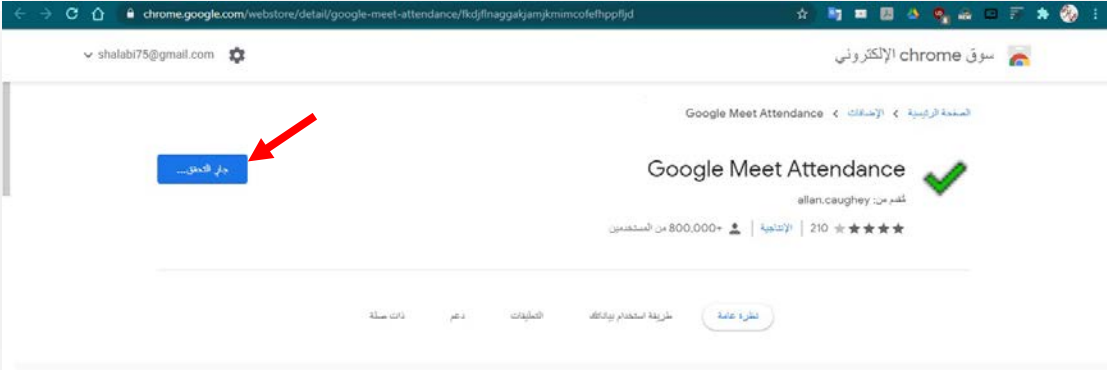 chrome.google.com/webstore/detail/google-meet-attendance/fkdjflnaggakjamjkmimcofefhppfljd
سوق chrome الإلكتروني
shalabi75@gmail.com
الصفحة الرئيسية > الإضافات > Google Meet Attendance
Google Meet Attendance
جارٍ التحقق...
مُقدم من: allan.caughey
210 | الإنتاجية | +800,000 من المستخدمين
نظرة عامة
طريقة استخدام بياناتك
التعليقات
دعم
ذات صلة